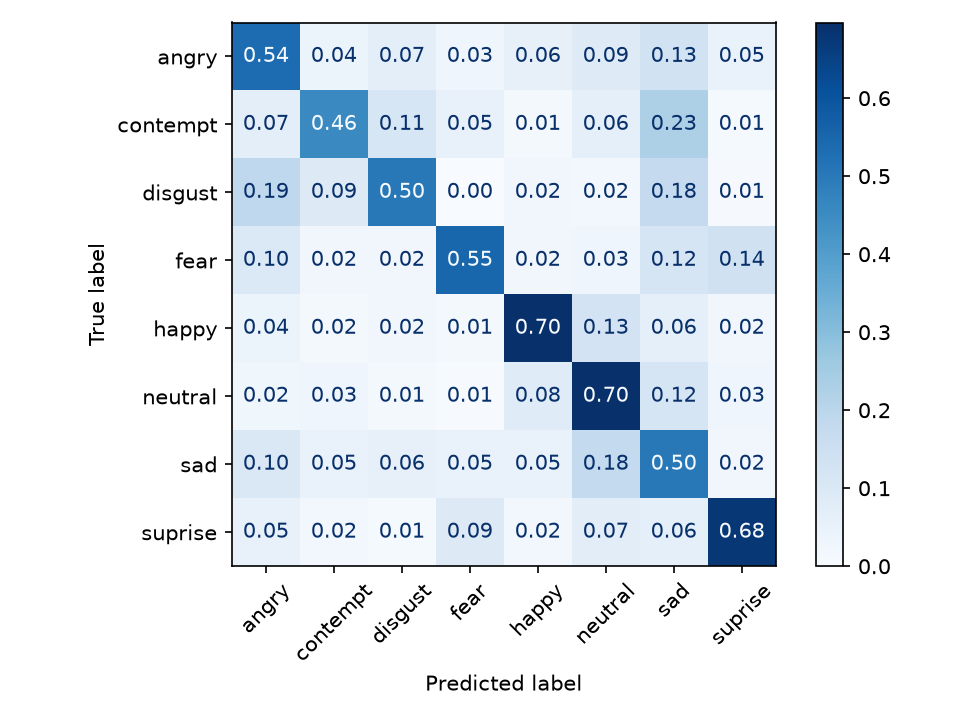 angry 0.54 0.04 0.07 0.03 0.06 0.09 0.13 0.05
contempt 0.07 0.46 0.11 0.05 0.01 0.06 0.23 0.01
disgust 0.19 0.09 0.50 0.00 0.02 0.02 0.18 0.01
fear 0.10 0.02 0.02 0.55 0.02 0.03 0.12 0.14
happy 0.04 0.02 0.02 0.01 0.70 0.13 0.06 0.02
neutral 0.02 0.03 0.01 0.01 0.08 0.70 0.12 0.03
sad 0.10 0.05 0.06 0.05 0.05 0.18 0.50 0.02
suprise 0.05 0.02 0.01 0.09 0.02 0.07 0.06 0.68
True label
angry contempt disgust fear happy neutral sad suprise
Predicted label
0.6
0.5
0.4
0.3
0.2
0.1
0.0